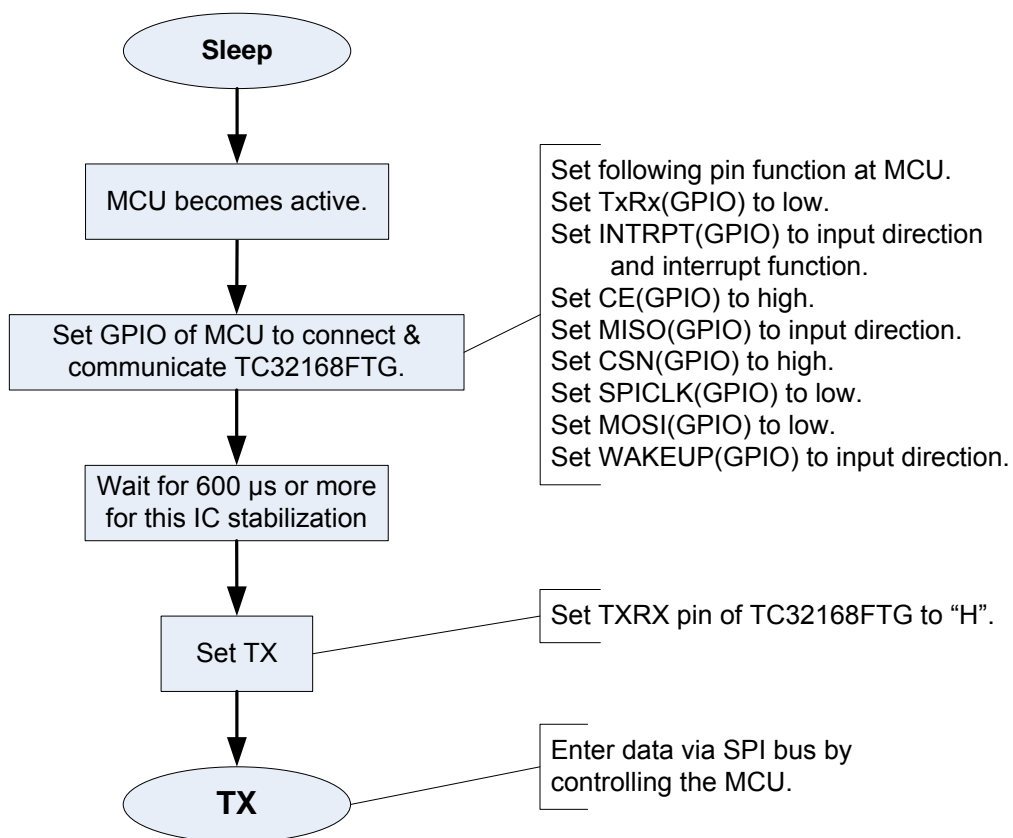 Sleep
MCU becomes active.
Set GPIO of MCU to connect &
communicate TC32168FTG.
Set following pin function at MCU.
Set TxRx(GPIO) to low.
Set INTRPT(GPIO) to input direction
and interrupt function.
Set CE(GPIO) to high.
Set MISO(GPIO) to input direction.
Set CSN(GPIO) to high.
Set SPICLK(GPIO) to low.
Set MOSI(GPIO) to low.
Set WAKEUP(GPIO) to input direction.
Wait for 600 µs or more
for this IC stabilization
Set TX
Set TXRX pin of TC32168FTG to “H”.
TX
Enter data via SPI bus by
controlling the MCU.